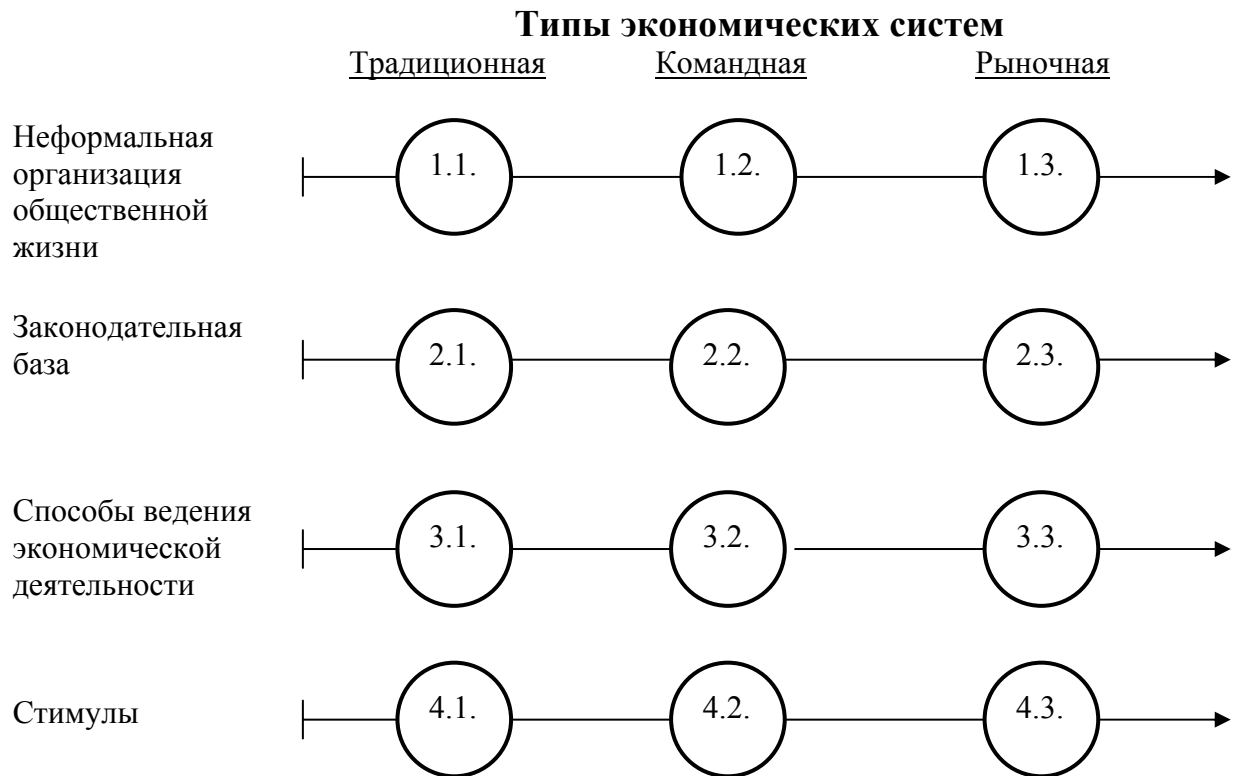 Типы экономических систем
Традиционная Командная Рыночная
Неформальная
организация
общественной
жизни
1.1. 1.2. 1.3.
Законодательная
база
2.1. 2.2. 2.3.
Способы ведения
экономической
деятельности
3.1. 3.2. 3.3.
Стимулы
4.1. 4.2. 4.3.